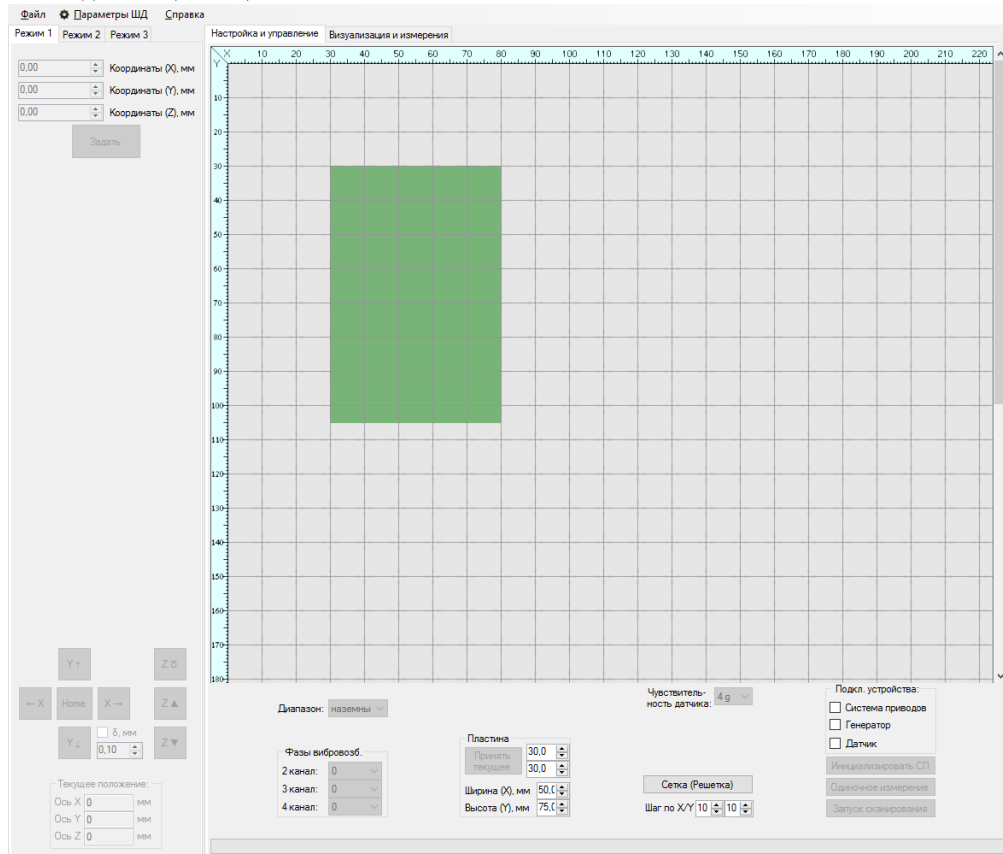 Файл Параметры ШД Справка
Режим 1 Режим 2 Режим 3 Настройка и управление Визуализация и измерения
X 10 20 30 40 50 60 70 80 90 100 110 120 130 140 150 160 170 180 190 200 210 220
Y
0,00 Координаты (X), мм
0,00 Координаты (Y), мм
0,00 Координаты (Z), мм
Задать
10
20
30
40
50
60
70
80
90
100
110
120
130
140
150
160
170
180
Y↑ Z
←X Home X→ Z▲
Y↓ δ, мм Z▼
0,10
Текущее положение:
Ось X 0 мм
Ось Y 0 мм
Ось Z 0 мм
Диапазон: наземны
Фазы вибровозб.
2 канал: 0
3 канал: 0
4 канал: 0
Пластина
Принять текущее 30,0
30,0
Ширина (X), мм 50,
Высота (Y), мм 75,
Чувствитель-
ность датчика: 4 g
Сетка (Решетка)
Шаг по X/Y 10 10
Подкл. устройства:
Система приводов
Генератор
Датчик
Инициализировать СП
Одиночное измерение
Запуск сканирования